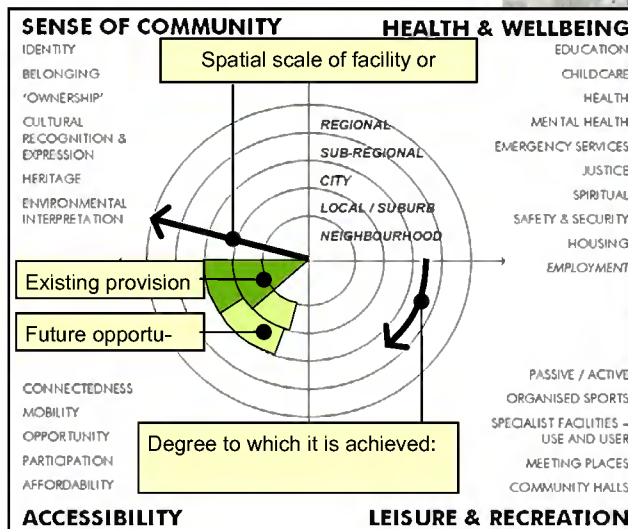 SENSE OF COMMUNITY
IDENTITY
BELONGING
'OWNERSHIP'
CULTURAL
RECOGNITION &
EXPRESSION
HERITAGE
ENVIRONMENTAL
INTERPRETATION
HEALTH & WELLBEING
EDUCATION
CHILDCARE
HEALTH
MENTAL HEALTH
EMERGENCY SERVICES
JUSTICE
SPIRITUAL
SAFETY & SECURITY
HOUSING
EMPLOYMENT
Spatial scale of facility or
REGIONAL
SUB-REGIONAL
CITY
LOCAL / SUBURB
NEIGHBOURHOOD
Existing provision
Future opportu-
Degree to which it is achieved:
CONNECTEDNESS
MOBILITY
OPPORTUNITY
PARTICIPATION
AFFORDABILITY
ACCESSIBILITY
PASSIVE / ACTIVE
ORGANISED SPORTS
SPECIALIST FACILITIES –
USE AND USER
MEETING PLACES
COMMUNITY HALLS
LEISURE & RECREATION